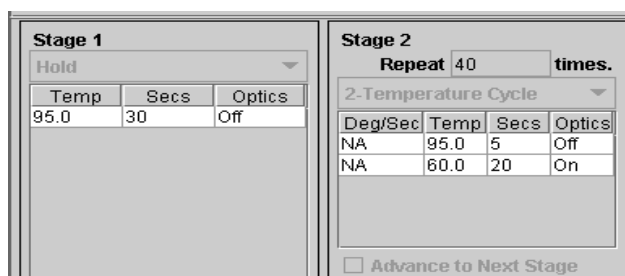 Stage 1
Hold
Temp Secs Optics
95.0 30 Off
Stage 2
Repeat 40 times.
2-Temperature Cycle
Deg/Sec Temp Secs Optics
NA 95.0 5 Off
NA 60.0 20 On
Advance to Next Stage